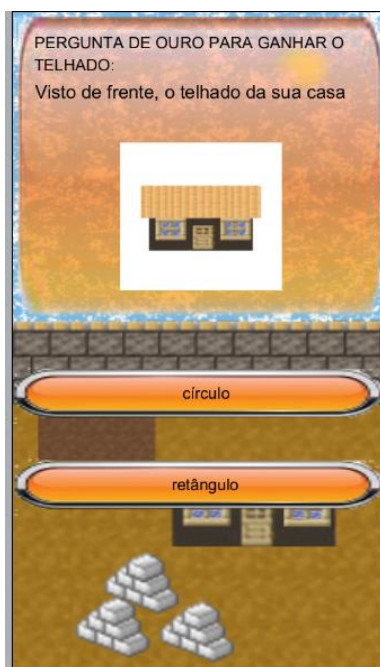 PERGUNTA DE OURO PARA GANHAR O
TELHADO:
Visto de frente, o telhado da sua casa
círculo
retângulo